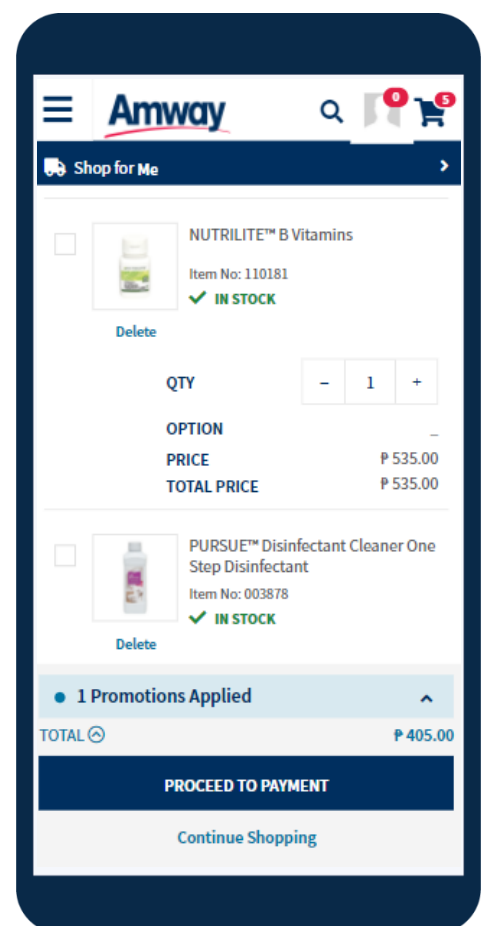 Amway
0
5
Shop for Me
NUTRILITE™ B Vitamins
Item No: 110181
IN STOCK
Delete
QTY
– 1 +
OPTION _
PRICE ₱ 535.00
TOTAL PRICE ₱ 535.00
PURSUE™ Disinfectant Cleaner One
Step Disinfectant
Item No: 003878
IN STOCK
Delete
1 Promotions Applied
TOTAL ₱ 405.00
PROCEED TO PAYMENT
Continue Shopping